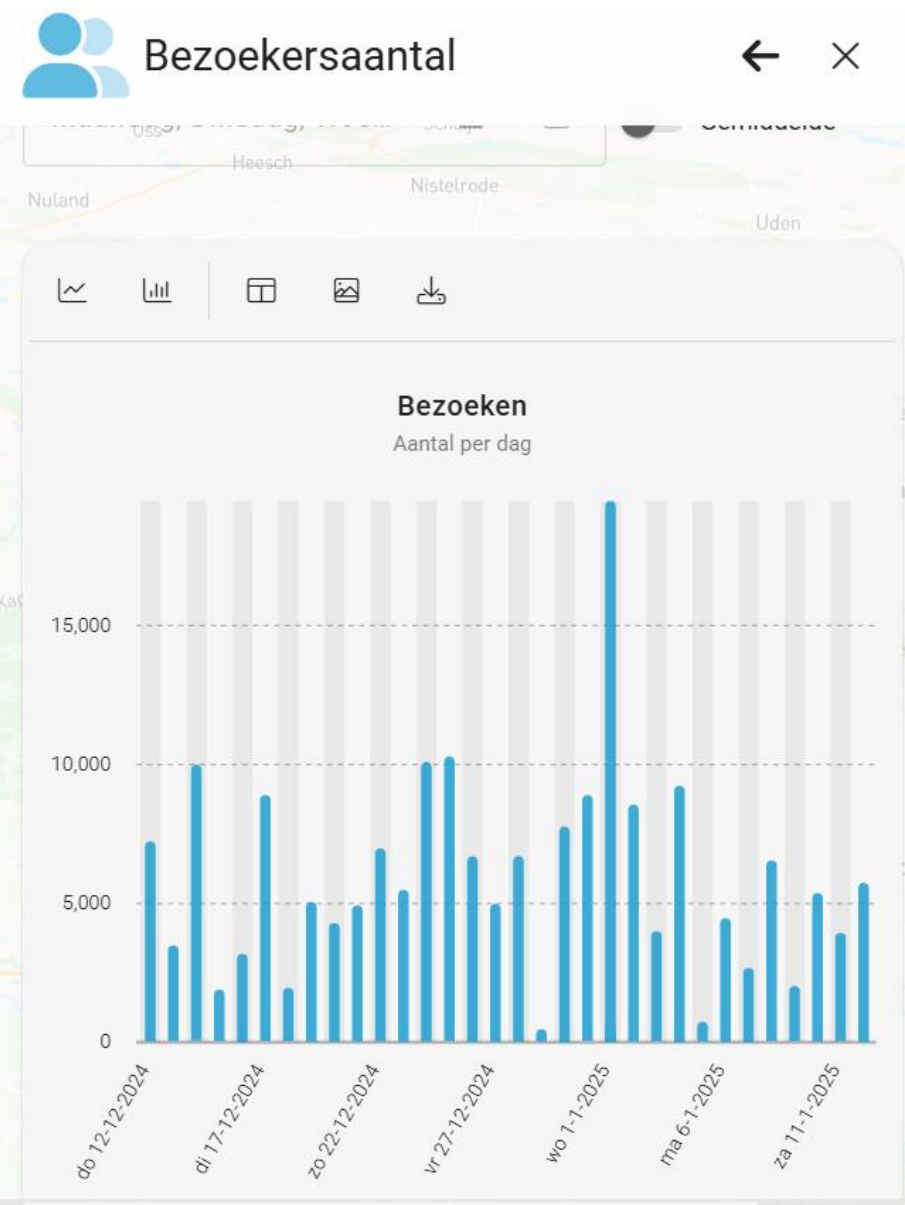 Bezoekersaantal
Oss
Heesch
Nistelrode
Nuland
Uden
Bezoeken
Aantal per dag
15,000
10,000
5,000
0
do 12-12-2024
di 17-12-2024
zo 22-12-2024
vr 27-12-2024
wo 1-1-2025
ma 6-1-2025
za 11-1-2025